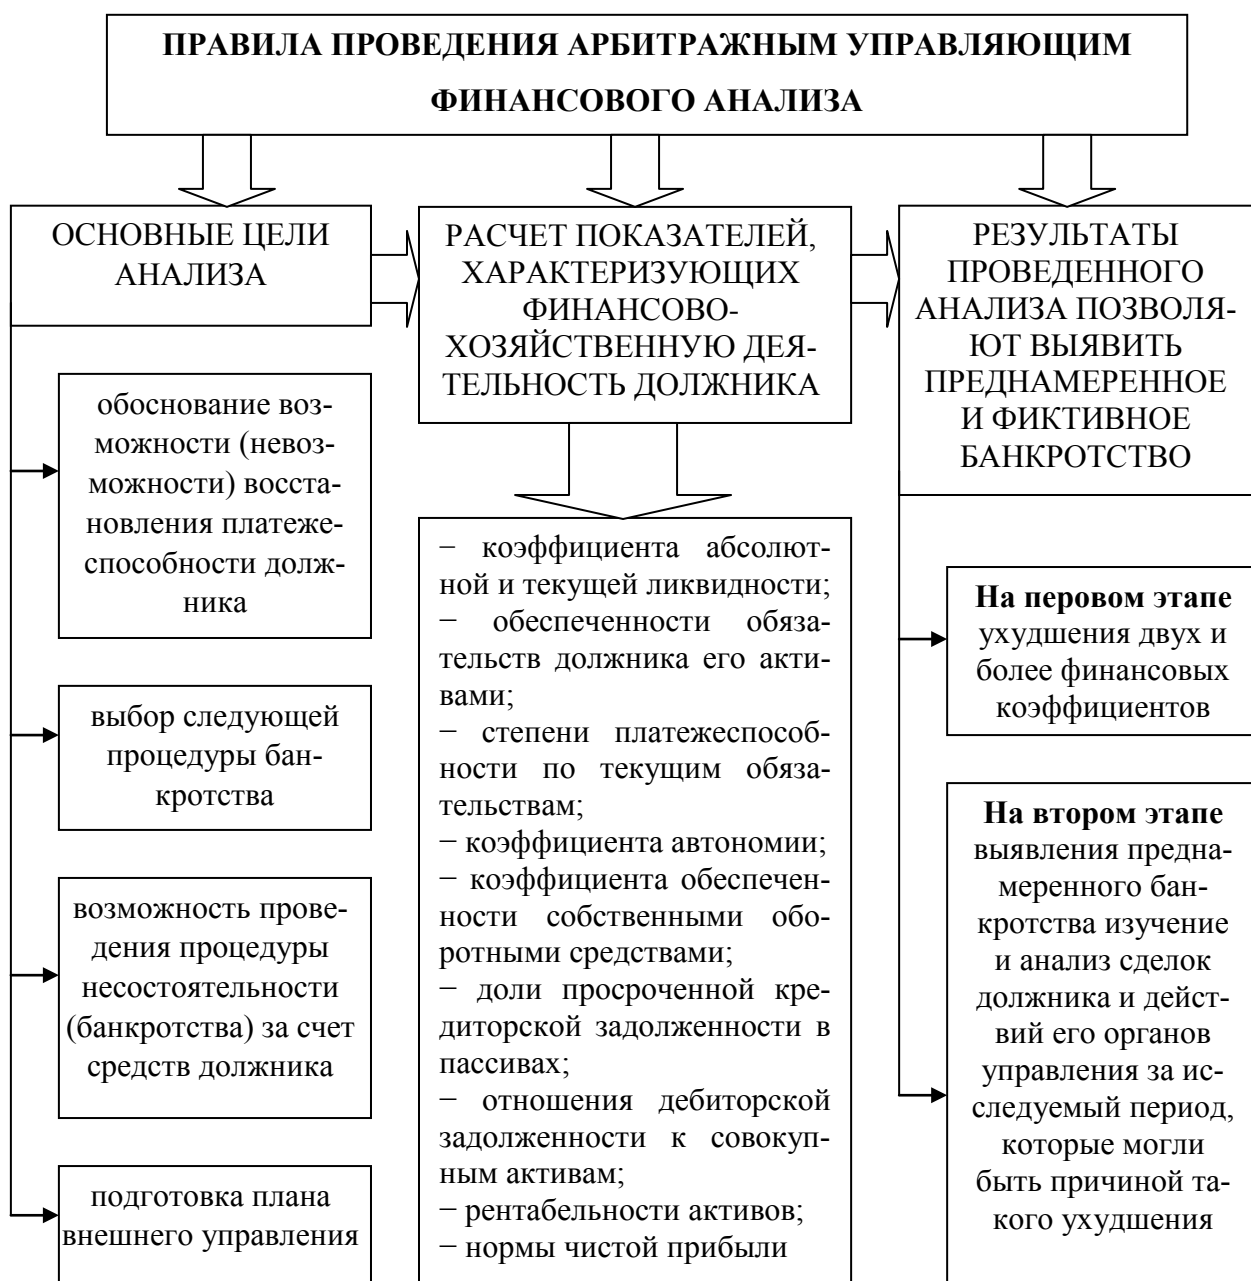 ПРАВИЛА ПРОВЕДЕНИЯ АРБИТРАЖНЫМ УПРАВЛЯЮЩИМ
ФИНАНСОВОГО АНАЛИЗА
ОСНОВНЫЕ ЦЕЛИ
АНАЛИЗА
обоснование воз-
можности (невоз-
можности) восста-
новления платеже-
способности долж-
ника
выбор следующей
процедуры бан-
кротства
возможность прове-
дения процедуры
несостоятельности
(банкротства) за счет
средств должника
подготовка плана
внешнего управления
РАСЧЕТ ПОКАЗАТЕЛЕЙ,
ХАРАКТЕРИЗУЮЩИХ
ФИНАНСОВО-
ХОЗЯЙСТВЕННУЮ ДЕЯ-
ТЕЛЬНОСТЬ ДОЛЖНИКА
− коэффициента абсолют-
ной и текущей ликвидности;
− обеспеченности обяза-
тельств должника его акти-
вами;
− степени платежеспособ-
ности по текущим обяза-
тельствам;
− коэффициента автономии;
− коэффициента обеспечен-
ности собственными обо-
ротными средствами;
− доли просроченной кре-
диторской задолженности в
пассивах;
− отношения дебиторской
задолженности к совокуп-
ным активам;
− рентабельности активов;
− нормы чистой прибыли
РЕЗУЛЬТАТЫ
ПРОВЕДЕННОГО
АНАЛИЗА ПОЗВОЛЯ-
ЮТ ВЫЯВИТЬ
ПРЕДНАМЕРЕННОЕ
И ФИКТИВНОЕ
БАНКРОТСТВО
На перовом этапе
ухудшения двух и
более финансовых
коэффициентов
На втором этапе
выявления предна-
меренного бан-
кротства изучение
и анализ сделок
должника и дейст-
вий его органов
управления за ис-
следуемый период,
которые могли
быть причиной та-
кого ухудшения